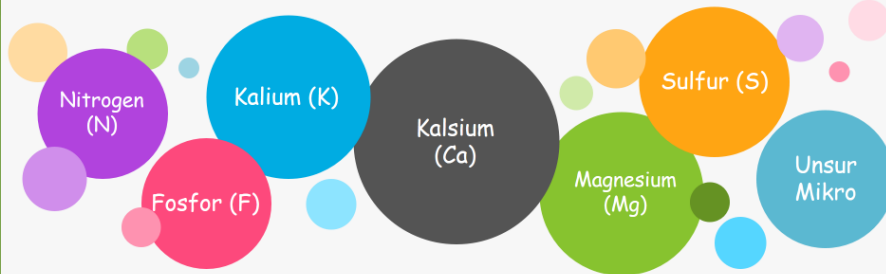 Nitrogen
(N)
Fosfor (F)
Kalium (K)
Kalsium
(Ca)
Magnesium
(Mg)
Sulfur (S)
Unsur
Mikro